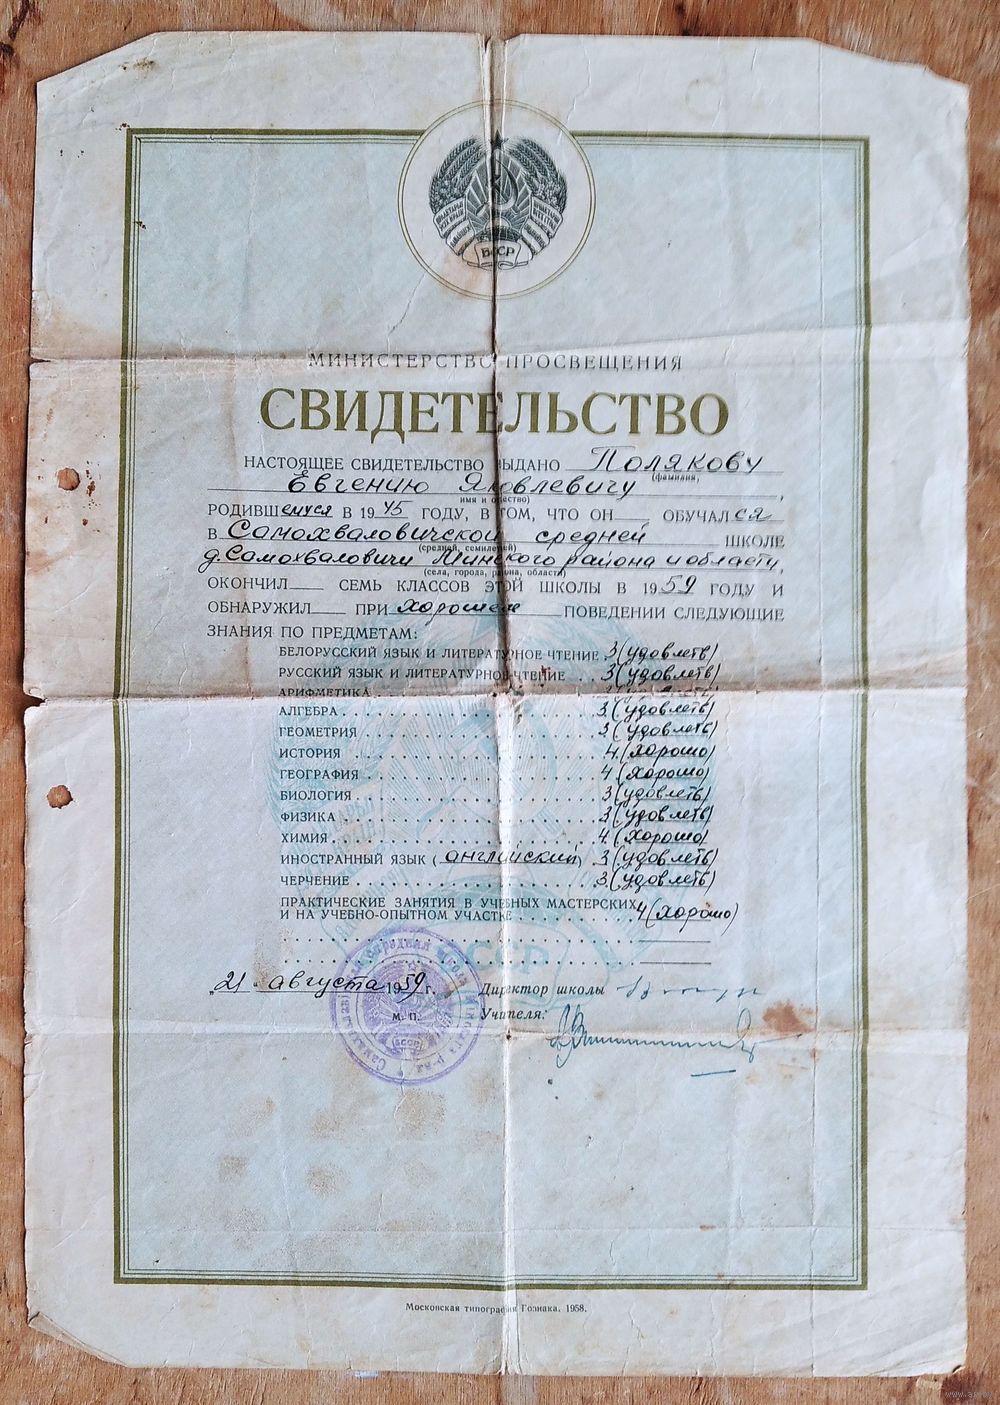 БССР
МИНИСТЕРСТВО ПРОСВЕЩЕНИЯ
СВИДЕТЕЛЬСТВО
НАСТОЯЩЕЕ СВИДЕТЕЛЬСТВО ВЫДАНО Полякову
(фамилия,
Евгению Яковлевичу ,
имя и отчество)
РОДИВШемуся В 1945 ГОДУ, В ТОМ, ЧТО ОН ОБУЧАЛся
В Самохваловичской средней ШКОЛЕ
(средней, семилетней)
д. Самохваловичи Минского района и области,
(села, города, района, области)
ОКОНЧИЛ СЕМЬ КЛАССОВ ЭТОЙ ШКОЛЫ В 1959 ГОДУ И
ОБНАРУЖИЛ ПРИ хорошем ПОВЕДЕНИИ СЛЕДУЮЩИЕ
ЗНАНИЯ ПО ПРЕДМЕТАМ:
БЕЛОРУССКИЙ ЯЗЫК И ЛИТЕРАТУРНОЕ ЧТЕНИЕ . 3 (удовлетв)
РУССКИЙ ЯЗЫК И ЛИТЕРАТУРНОЕ ЧТЕНИЕ . . 3 (удовлетв)
АРИФМЕТИКА
АЛГЕБРА . . . 3 (удовлетв)
ГЕОМЕТРИЯ . . . 3 (удовлетв)
ИСТОРИЯ . . . 4 (хорошо)
ГЕОГРАФИЯ . . . 4 (хорошо)
БИОЛОГИЯ . . . 3 (удовлетв)
ФИЗИКА . . . 3 (удовлетв)
ХИМИЯ . . . 4 (хорошо)
ИНОСТРАННЫЙ ЯЗЫК (английский) . 3 (удовлетв)
ЧЕРЧЕНИЕ . . . 3 (удовлетв)
ПРАКТИЧЕСКИЕ ЗАНЯТИЯ В УЧЕБНЫХ МАСТЕРСКИХ
И НА УЧЕБНО-ОПЫТНОМ УЧАСТКЕ . . . 4 (хорошо)
„21" августа 1959 г.
Директор школы
М. П.
Учителя:
БССР
Московская типография Гознака. 1958.